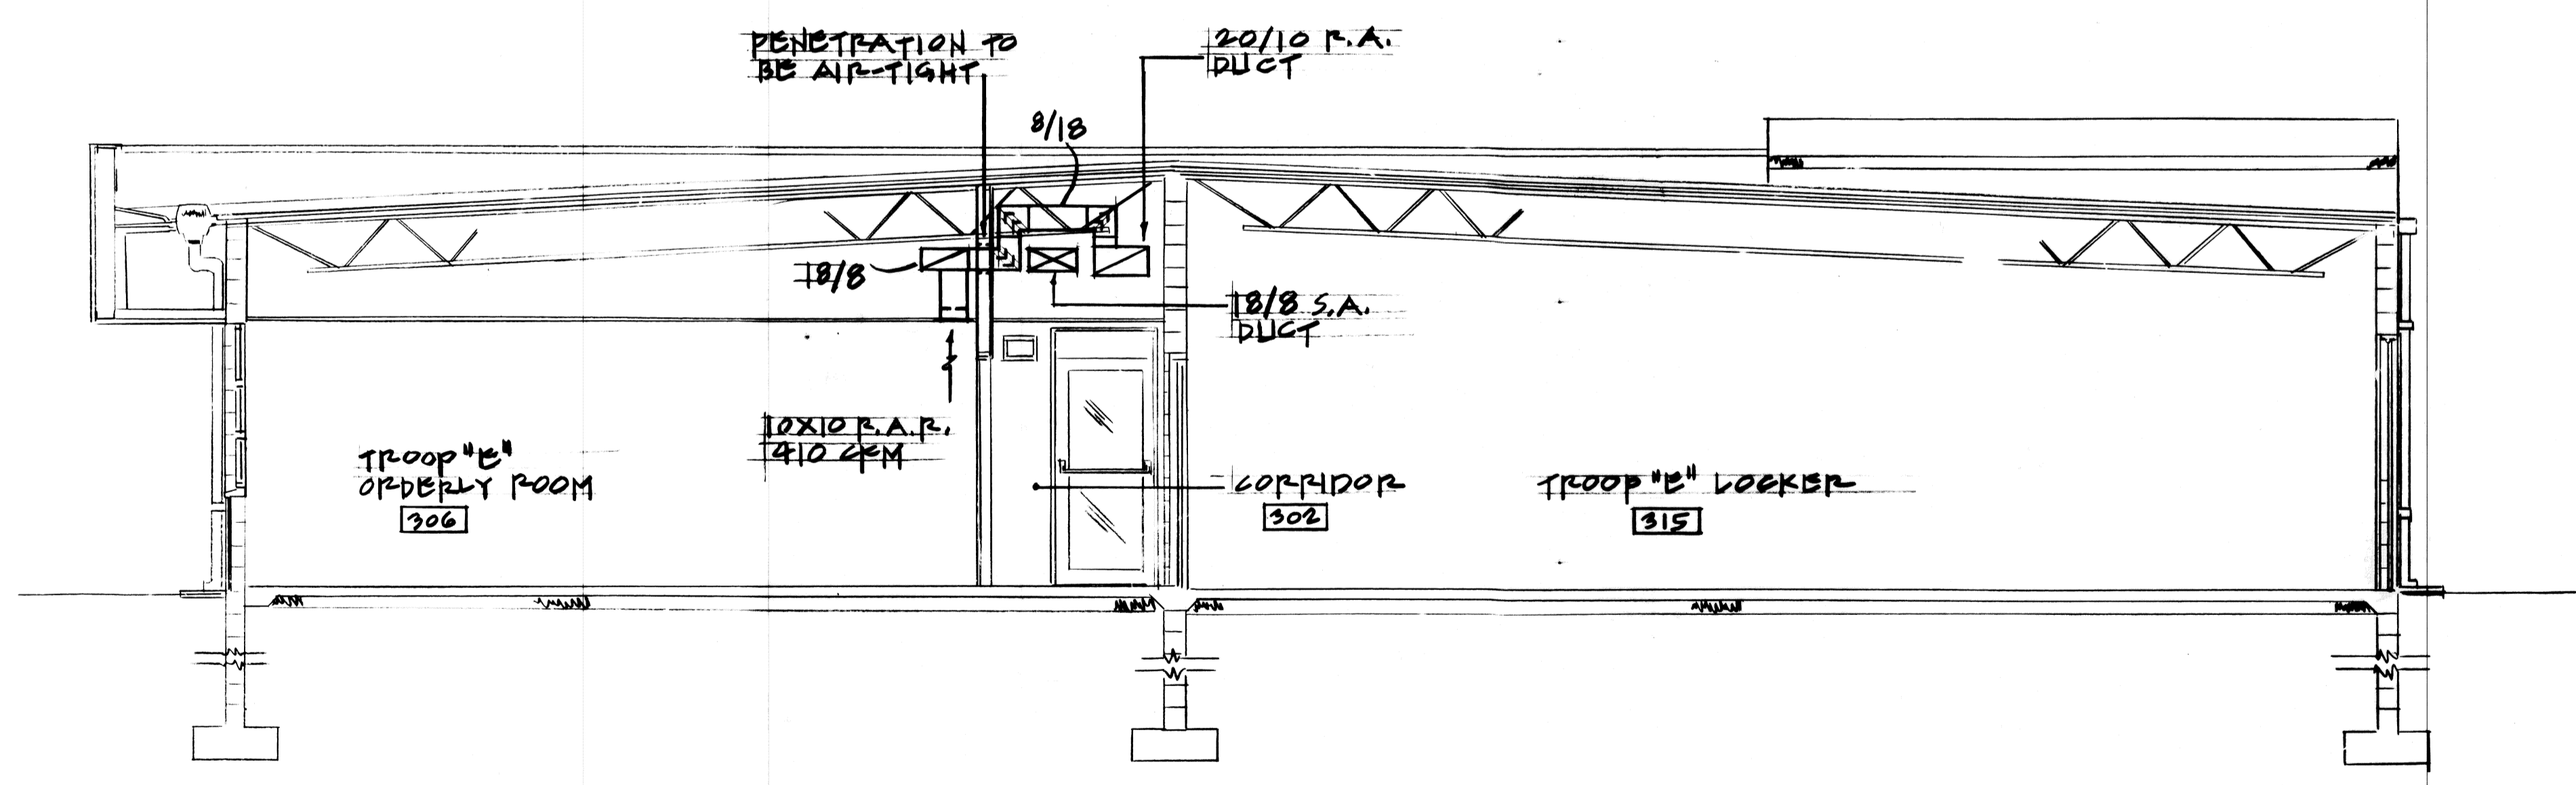 PENETRATION TO
BE AIR-TIGHT
20/10 R.A.
DUCT
8/18
18/8
18/8 S.A.
DUCT
10X10 R.A.R.
410 CFM
TROOP "E"
ORDERLY ROOM
306
CORRIDOR
302
TROOP "E" LOCKER
315